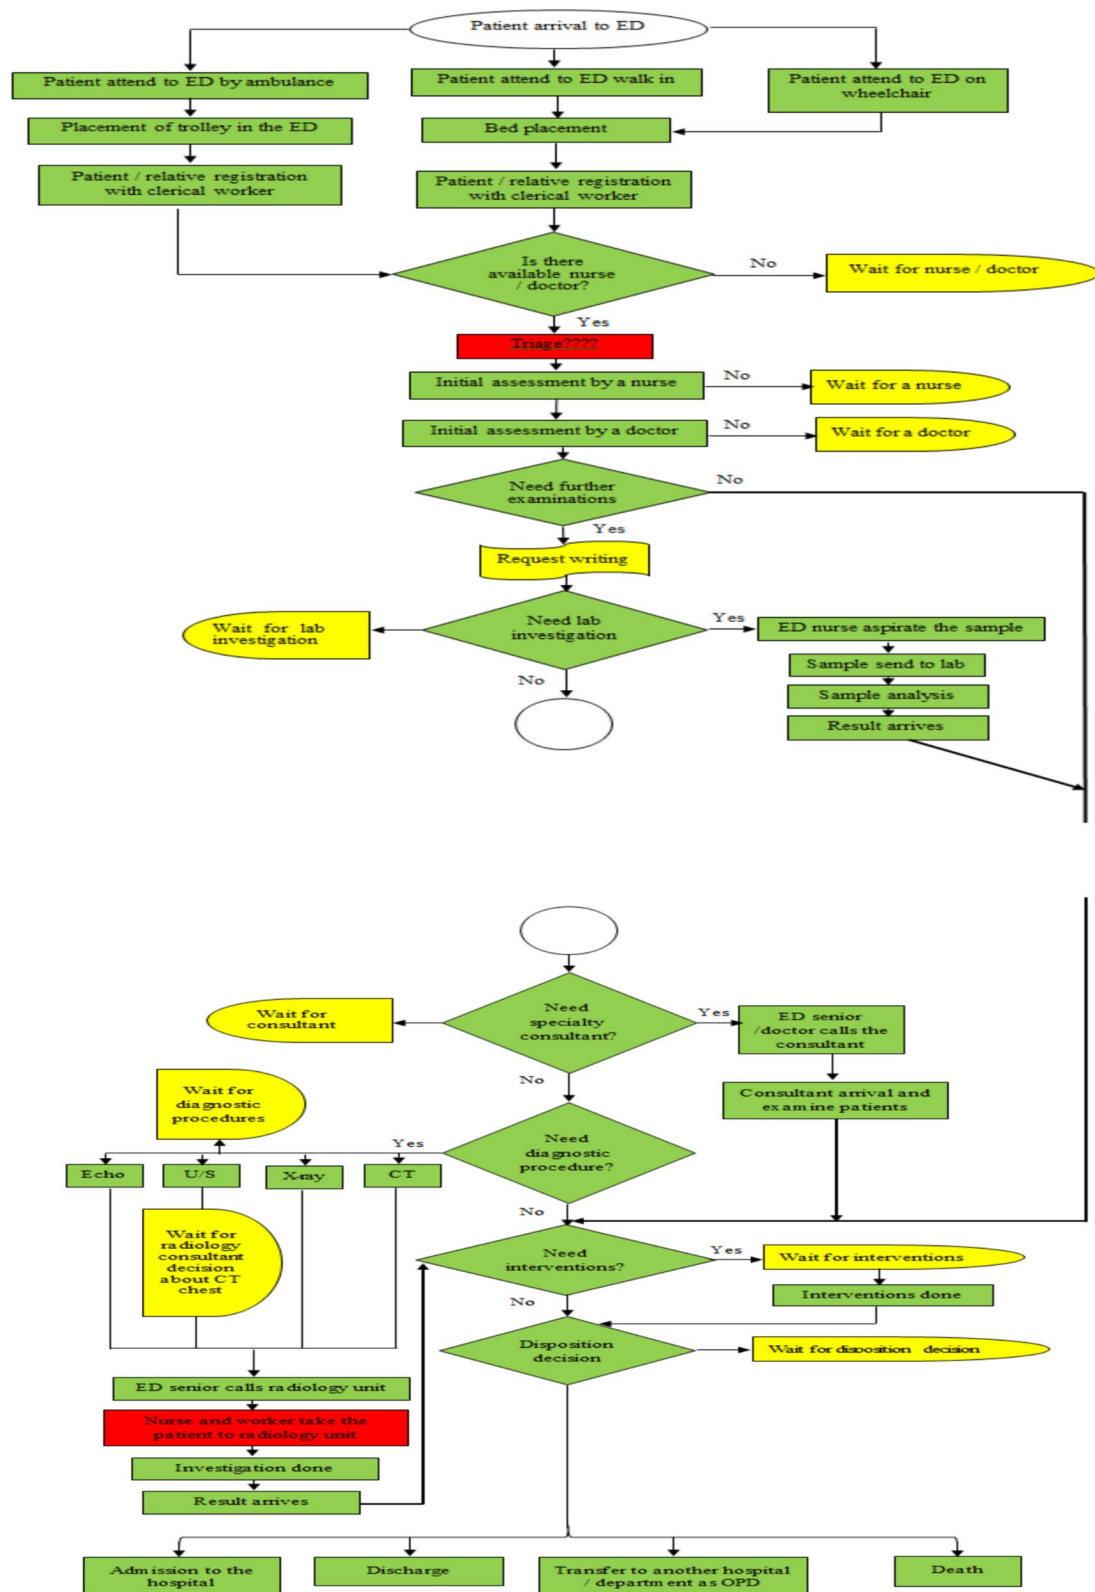 Patient arrival to ED
Patient attend to ED by ambulance
Patient attend to ED walk in
Patient attend to ED on
wheelchair
Placement of trolley in the ED
Bed placement
Patient / relative registration
with clerical worker
Patient / relative registration
with clerical worker
Is there
available nurse
/ doctor?
No
Wait for nurse / doctor
Yes
Triage????
Initial assessment by a nurse
No
Wait for a nurse
Initial assessment by a doctor
No
Wait for a doctor
Need further
examinations
No
Yes
Request writing
Need lab
investigation
Wait for lab
investigation
Yes
ED nurse aspirate the sample
Sample send to lab
Sample analysis
Result arrives
No
Need
specialty
consultant?
Wait for
consultant
Yes
ED senior
/doctor calls the
consultant
Consultant arrival and
examine patients
No
Wait for
diagnostic
procedures
Need
diagnostic
procedure?
Yes
Echo
U/S
X-ray
CT
No
Wait for
radiology
consultant
decision
about CT
chest
Need
interventions?
Yes
Wait for interventions
Interventions done
No
Disposition
decision
Wait for disposition decision
ED senior calls radiology unit
Nurse and worker take the
patient to radiology unit
Investigation done
Result arrives
Admission to the
hospital
Discharge
Transfer to another hospital
/ department as OPD
Death